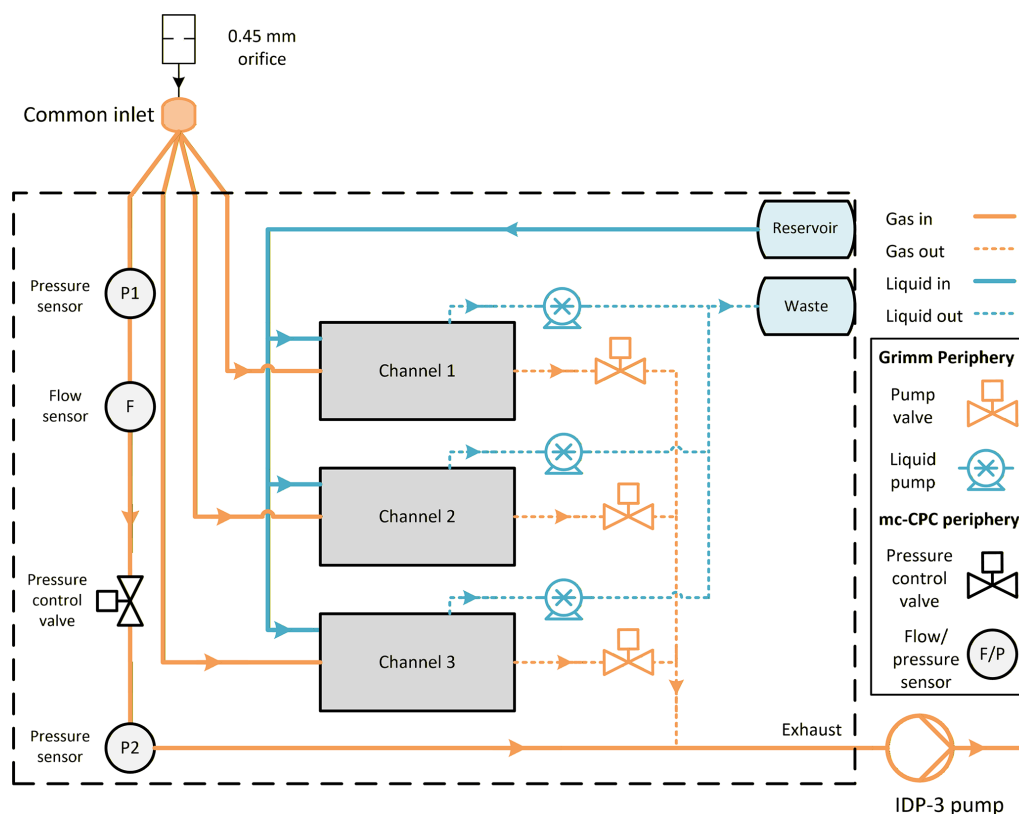 0.45 mm
orifice
Common inlet
Pressure
sensor
P1
Flow
sensor
F
Pressure
control
valve
Pressure
sensor
P2
Reservoir
Waste
Channel 1
Channel 2
Channel 3
Exhaust
IDP-3 pump
Gas in
Gas out
Liquid in
Liquid out
Grimm Periphery
Pump
valve
Liquid
pump
mc-CPC periphery
Pressure
control
valve
Flow/
pressure
sensor
F/P